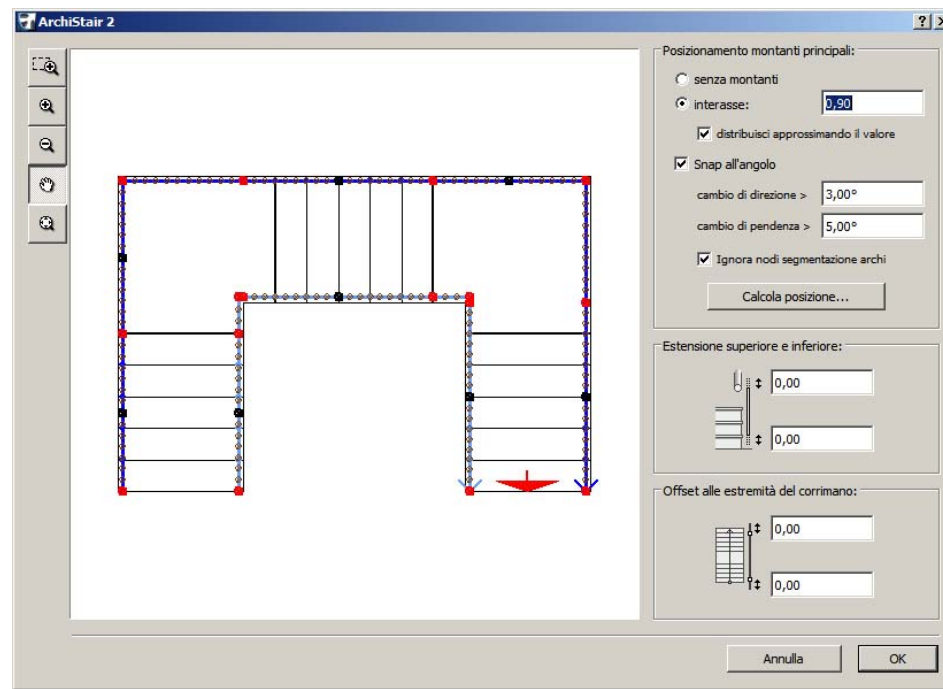 ArchiStair 2
Posizionamento montanti principali:
senza montanti
interasse: 0,90
distribuisci approssimando il valore
Snap all'angolo
cambio di direzione > 3,00°
cambio di pendenza > 5,00°
Ignora nodi segmentazione archi
Calcola posizione...
Estensione superiore e inferiore:
0,00
0,00
Offset alle estremità del corrimano:
0,00
0,00
Annulla OK